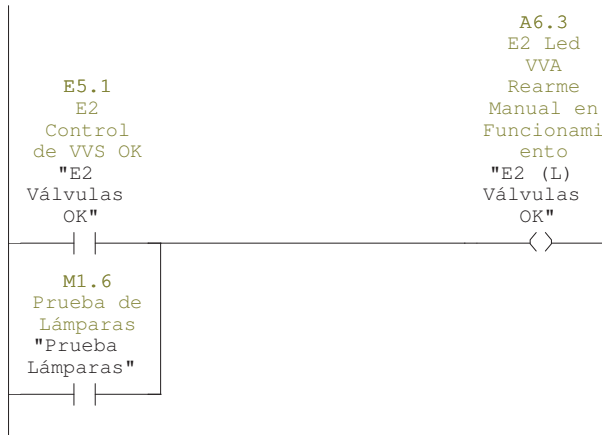 A6.3
E2 Led
VVA
Rearme
Manual en
Funcionami
ento
"E2 (L)
Válvulas
OK"
E5.1
E2
Control
de VVS OK
"E2
Válvulas
OK"
M1.6
Prueba de
Lámparas
"Prueba
Lámparas"